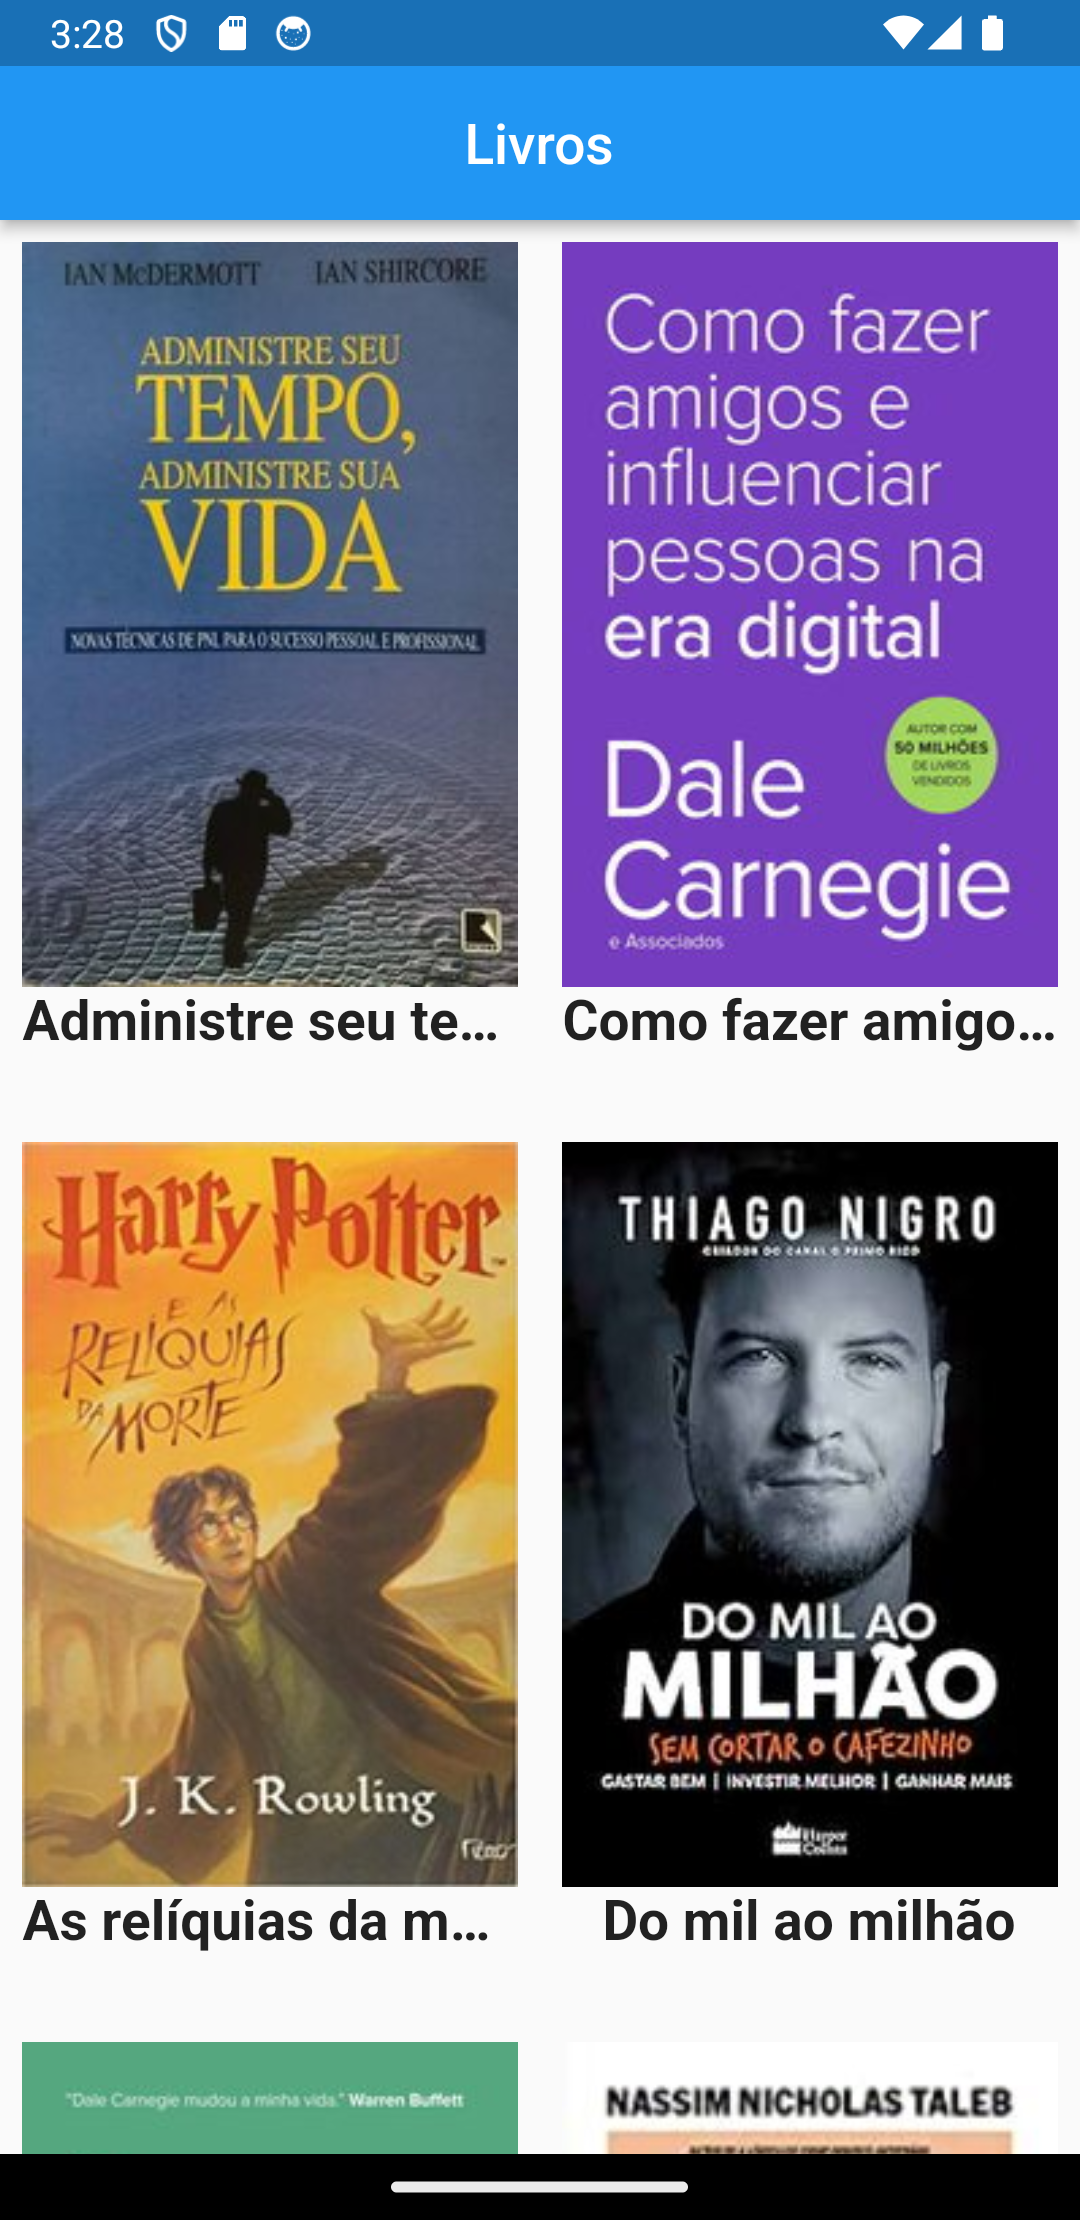 3:28
Livros
IAN McDERMOTT IAN SHIRCORE
ADMINISTRE SEU
TEMPO,
ADMINISTRE SUA
VIDA
NOVAS TÉCNICAS DE PNL PARA O SUCESSO PESSOAL E PROFISSIONAL
Administre seu te...
Como fazer
amigos e
influenciar
pessoas na
era digital
AUTOR COM
50 MILHÕES
DE LIVROS
VENDIDOS
Dale
Carnegie
e Associados
Como fazer amigo...
Harry Potter
E AS
RELÍQUIAS
DA MORTE
J. K. Rowling
As relíquias da m...
THIAGO NIGRO
CRIADOR DO CANAL O PRIMO RICO
DO MIL AO
MILHÃO
SEM CORTAR O CAFEZINHO
GASTAR BEM | INVESTIR MELHOR | GANHAR MAIS
Harper
Collins
Do mil ao milhão
"Dale Carnegie mudou a minha vida." Warren Buffett
NASSIM NICHOLAS TALEB